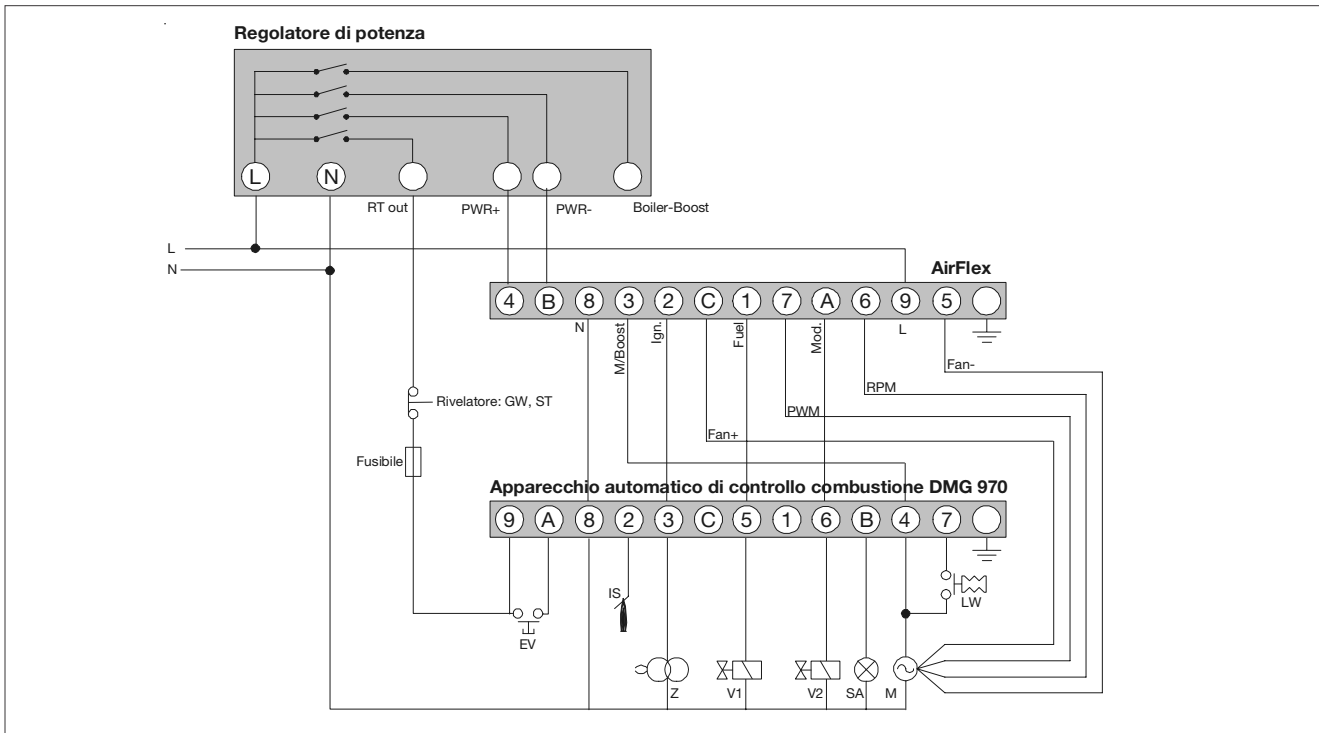 Regolatore di potenza
L N
RT out PWR+ PWR- Boiler-Boost
L
N
AirFlex
4 B 8 3 2 C 1 7 A 6 9 5
N M/Boost Ign. Fuel Mod. L
Fan-
RPM
PWM
Fan+
Rivelatore: GW, ST
Fusibile
Apparecchio automatico di controllo combustione DMG 970
9 A 8 2 3 C 5 1 6 B 4 7
IS
LW
EV
Z V1 V2 SA M